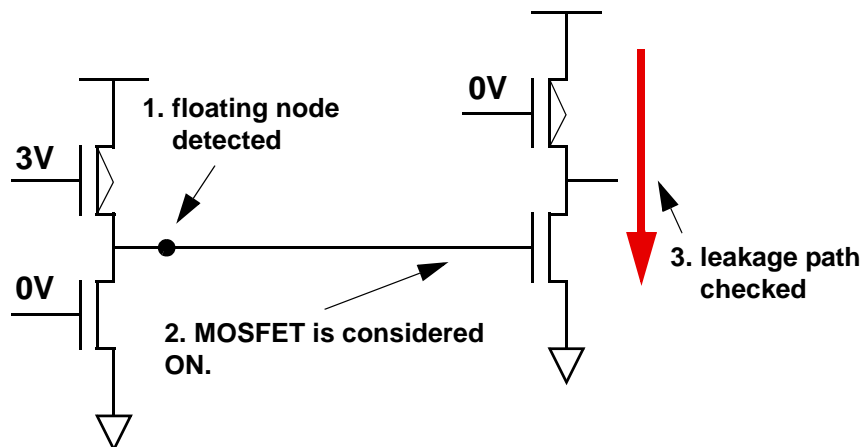 0V
1. floating node
detected
3V
0V
3. leakage path
checked
2. MOSFET is considered
ON.